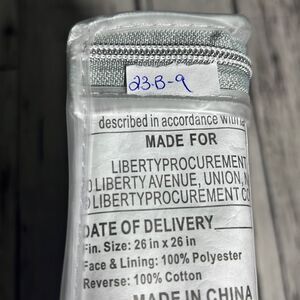 23-B-9
described in accordance with
MADE FOR
LIBERTYPROCUREMENT
LIBERTY AVENUE, UNION,
LIBERTYPROCUREMENT
DATE OF DELIVERY
Fin. Size: 26 in x 26 in
Face & Lining: 100% Polyester
Reverse: 100% Cotton
MADE IN CHINA